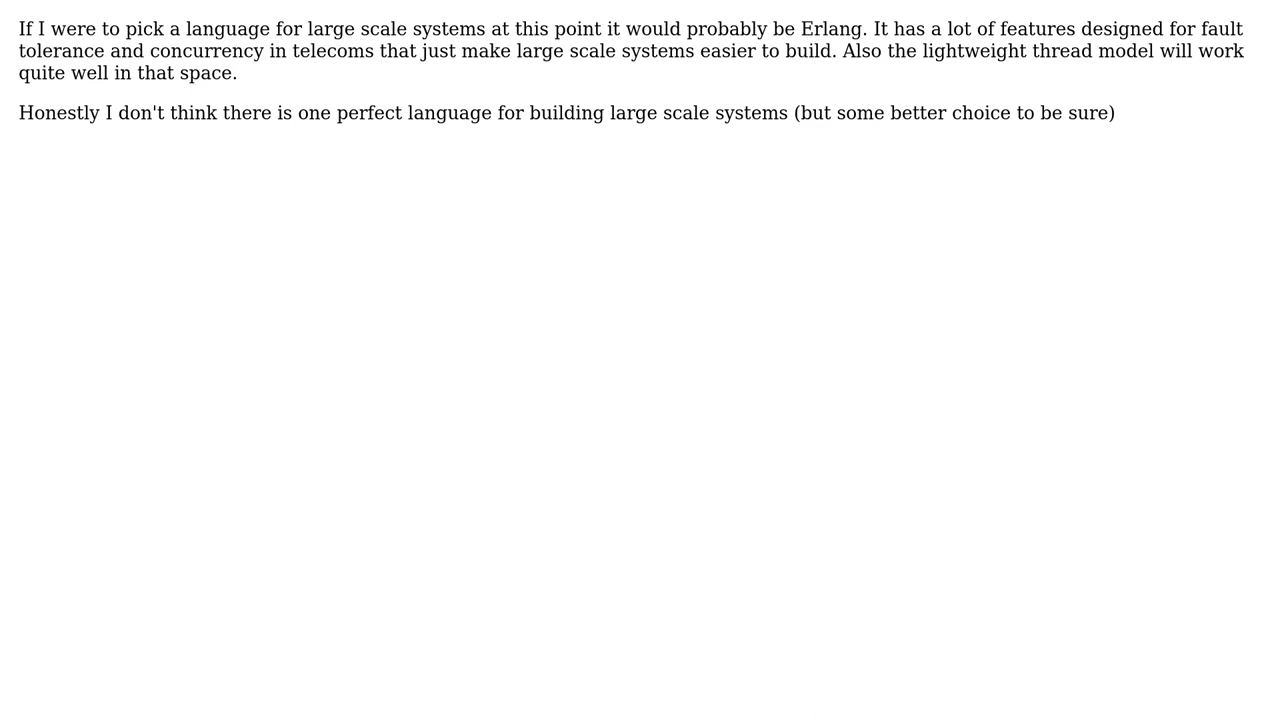 If I were to pick a language for large scale systems at this point it would probably be Erlang. It has a lot of features designed for fault
tolerance and concurrency in telecoms that just make large scale systems easier to build. Also the lightweight thread model will work
quite well in that space.
Honestly I don't think there is one perfect language for building large scale systems (but some better choice to be sure)